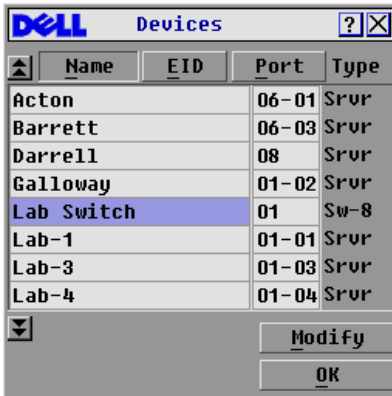 DELL Devices ? X
Name EID Port Type
Acton 06-01 Srvr
Barrett 06-03 Srvr
Darrell 08 Srvr
Galloway 01-02 Srvr
Lab Switch 01 Sw-8
Lab-1 01-01 Srvr
Lab-3 01-03 Srvr
Lab-4 01-04 Srvr
Modify
OK